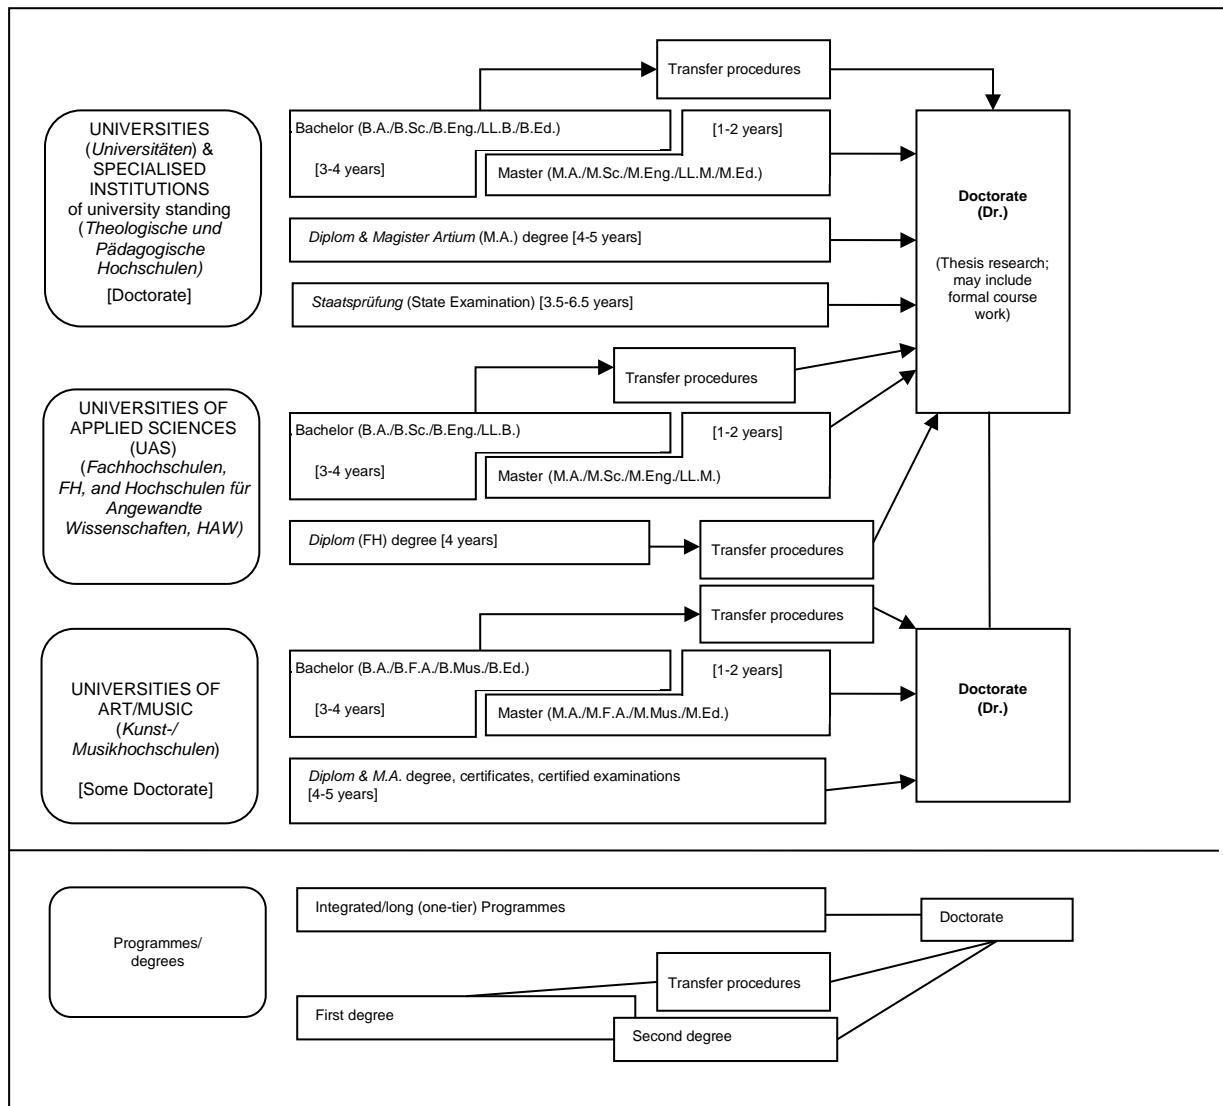 Transfer procedures
UNIVERSITIES
(Universitäten) &
SPECIALISED
INSTITUTIONS
of university standing
(Theologische und
Pädagogische
Hochschulen)
[Doctorate]
. Bachelor (B.A./B.Sc./B.Eng./LL.B./B.Ed.)
[3-4 years]
[1-2 years]
Master (M.A./M.Sc./M.Eng./LL.M./M.Ed.)
Diplom & Magister Artium (M.A.) degree [4-5 years]
Staatsprüfung (State Examination) [3.5-6.5 years]
Doctorate
(Dr.)
(Thesis research;
may include
formal course
work)
Transfer procedures
UNIVERSITIES OF
APPLIED SCIENCES
(UAS)
(Fachhochschulen,
FH, and Hochschulen für
Angewandte
Wissenschaften, HAW)
. Bachelor (B.A./B.Sc./B.Eng./LL.B.)
[3-4 years]
[1-2 years]
Master (M.A./M.Sc./M.Eng./LL.M.)
Diplom (FH) degree [4 years]
Transfer procedures
Transfer procedures
UNIVERSITIES OF
ART/MUSIC
(Kunst-/
Musikhochschulen)
[Some Doctorate]
. Bachelor (B.A./B.F.A./B.Mus./B.Ed.)
[3-4 years]
[1-2 years]
Master (M.A./M.F.A./M.Mus./M.Ed.)
Diplom & M.A. degree, certificates, certified examinations
[4-5 years]
Doctorate
(Dr.)
Programmes/
degrees
Integrated/long (one-tier) Programmes
Doctorate
Transfer procedures
First degree
Second degree